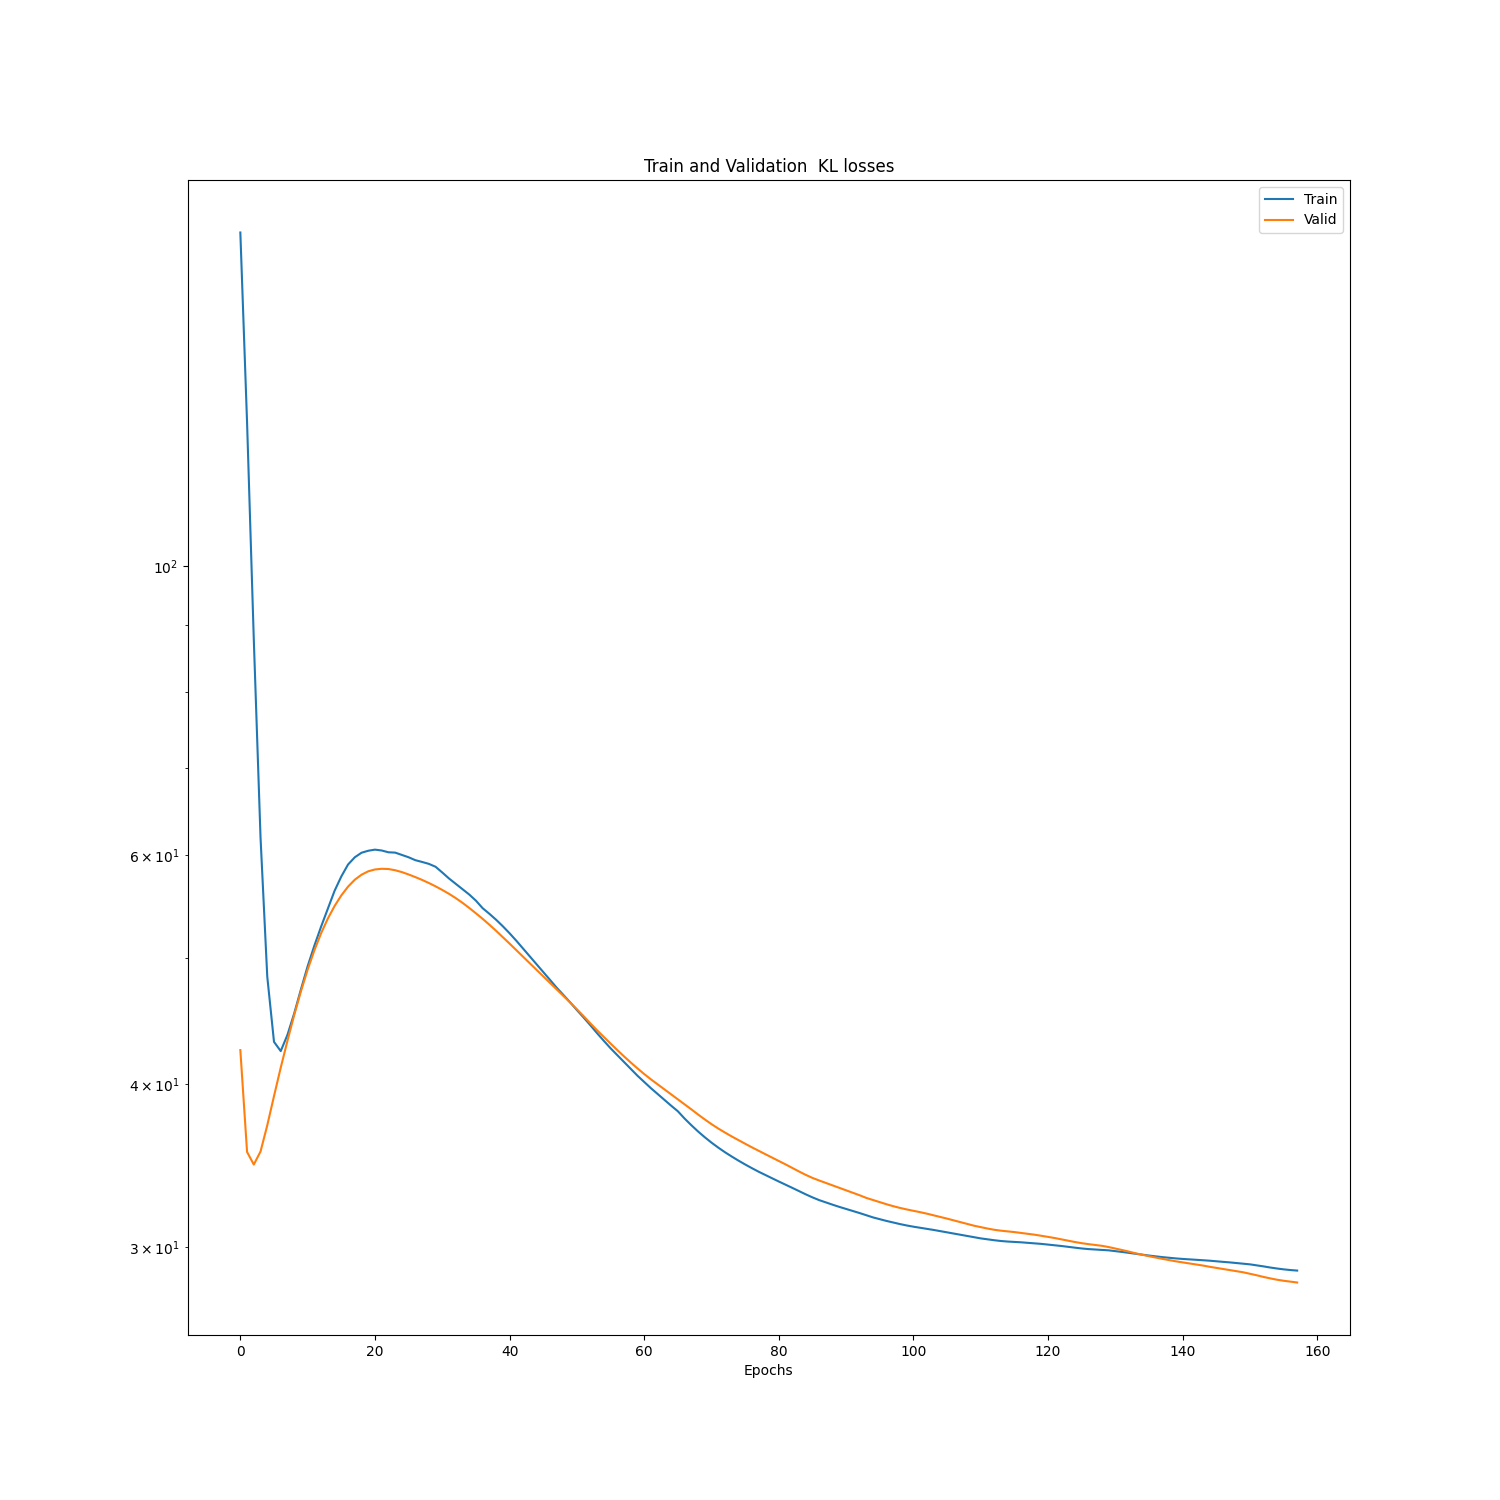 Train and Validation  KL losses
Train
Valid
10²
6 × 10¹
4 × 10¹
3 × 10¹
0 20 40 60 80 100 120 140 160
Epochs